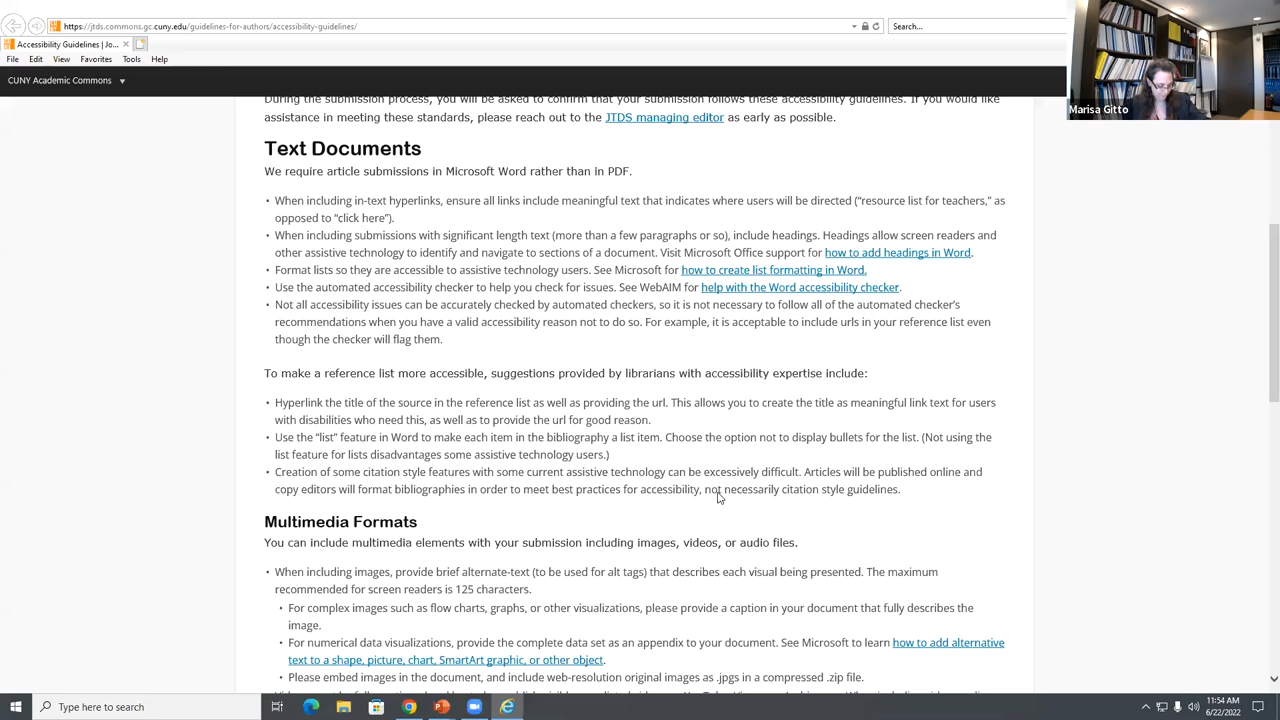 https://jtds.commons.gc.cuny.edu/guidelines-for-authors/accessibility-guidelines/
Search...
Accessibility Guidelines | Jo...
File Edit View Favorites Tools Help
CUNY Academic Commons
Marisa Gitto
During the submission process, you will be asked to confirm that your submission follows these accessibility guidelines. If you would like
assistance in meeting these standards, please reach out to the JTDS managing editor as early as possible.
Text Documents
We require article submissions in Microsoft Word rather than in PDF.
• When including in-text hyperlinks, ensure all links include meaningful text that indicates where users will be directed (“resource list for teachers,” as
opposed to “click here”).
• When including submissions with significant length text (more than a few paragraphs or so), include headings. Headings allow screen readers and
other assistive technology to identify and navigate to sections of a document. Visit Microsoft Office support for how to add headings in Word.
• Format lists so they are accessible to assistive technology users. See Microsoft for how to create list formatting in Word.
• Use the automated accessibility checker to help you check for issues. See WebAIM for help with the Word accessibility checker.
• Not all accessibility issues can be accurately checked by automated checkers, so it is not necessary to follow all of the automated checker’s
recommendations when you have a valid accessibility reason not to do so. For example, it is acceptable to include urls in your reference list even
though the checker will flag them.
To make a reference list more accessible, suggestions provided by librarians with accessibility expertise include:
• Hyperlink the title of the source in the reference list as well as providing the url. This allows you to create the title as meaningful link text for users
with disabilities who need this, as well as to provide the url for good reason.
• Use the “list” feature in Word to make each item in the bibliography a list item. Choose the option not to display bullets for the list. (Not using the
list feature for lists disadvantages some assistive technology users.)
• Creation of some citation style features with some current assistive technology can be excessively difficult. Articles will be published online and
copy editors will format bibliographies in order to meet best practices for accessibility, not necessarily citation style guidelines.
Multimedia Formats
You can include multimedia elements with your submission including images, videos, or audio files.
• When including images, provide brief alternate-text (to be used for alt tags) that describes each visual being presented. The maximum
recommended for screen readers is 125 characters.
• For complex images such as flow charts, graphs, or other visualizations, please provide a caption in your document that fully describes the
image.
• For numerical data visualizations, provide the complete data set as an appendix to your document. See Microsoft to learn how to add alternative
text to a shape, picture, chart, SmartArt graphic, or other object.
• Please embed images in the document, and include web-resolution original images as .jpgs in a compressed .zip file.
Type here to search
11:54 AM
6/22/2022